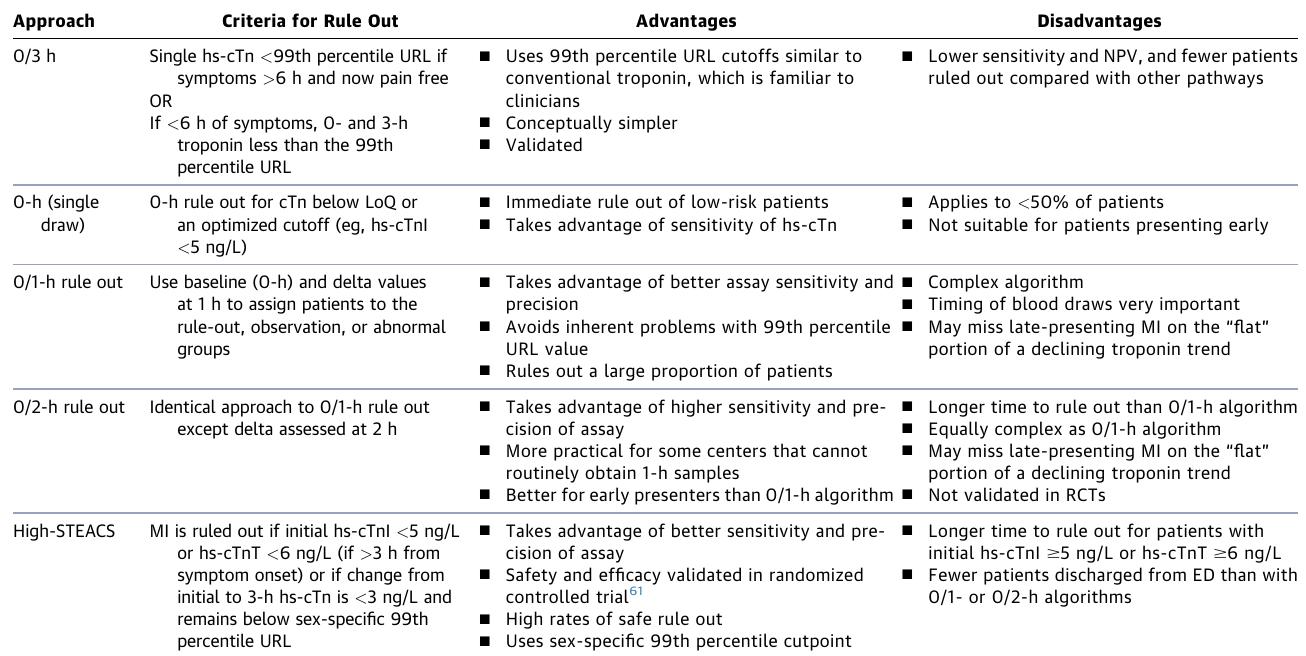 Approach
Criteria for Rule Out
Advantages
Disadvantages
0/3 h
Single hs-cTn <99th percentile URL if
symptoms >6 h and now pain free
OR
If <6 h of symptoms, 0- and 3-h
troponin less than the 99th
percentile URL
■ Uses 99th percentile URL cutoffs similar to
conventional troponin, which is familiar to
clinicians
■ Conceptually simpler
■ Validated
■ Lower sensitivity and NPV, and fewer patients
ruled out compared with other pathways
0-h (single
draw)
0-h rule out for cTn below LoQ or
an optimized cutoff (eg, hs-cTnI
<5 ng/L)
■ Immediate rule out of low-risk patients
■ Takes advantage of sensitivity of hs-cTn
■ Applies to <50% of patients
■ Not suitable for patients presenting early
0/1-h rule out
Use baseline (0-h) and delta values
at 1 h to assign patients to the
rule-out, observation, or abnormal
groups
■ Takes advantage of better assay sensitivity and
precision
■ Avoids inherent problems with 99th percentile
URL value
■ Rules out a large proportion of patients
■ Complex algorithm
■ Timing of blood draws very important
■ May miss late-presenting MI on the “flat”
portion of a declining troponin trend
0/2-h rule out
Identical approach to 0/1-h rule out
except delta assessed at 2 h
■ Takes advantage of higher sensitivity and pre-
cision of assay
■ More practical for some centers that cannot
routinely obtain 1-h samples
■ Better for early presenters than 0/1-h algorithm
■ Longer time to rule out than 0/1-h algorithm
■ Equally complex as 0/1-h algorithm
■ May miss late-presenting MI on the “flat”
portion of a declining troponin trend
■ Not validated in RCTs
High-STEACS
MI is ruled out if initial hs-cTnI <5 ng/L
or hs-cTnT <6 ng/L (if >3 h from
symptom onset) or if change from
initial to 3-h hs-cTn is <3 ng/L and
remains below sex-specific 99th
percentile URL
■ Takes advantage of better sensitivity and pre-
cision of assay
■ Safety and efficacy validated in randomized
controlled trial61
■ High rates of safe rule out
■ Uses sex-specific 99th percentile cutpoint
■ Longer time to rule out for patients with
initial hs-cTnI ≥5 ng/L or hs-cTnT ≥6 ng/L
■ Fewer patients discharged from ED than with
0/1- or 0/2-h algorithms